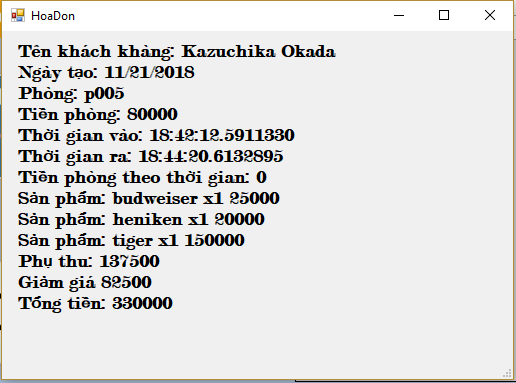 HoaDon
Tên khách khàng: Kazuchika Okada
Ngày tạo: 11/21/2018
Phòng: p005
Tiền phòng: 80000
Thời gian vào: 18:42:12.5911330
Thời gian ra: 18:44:20.6132895
Tiền phòng theo thời gian: 0
Sản phẩm: budweiser x1 25000
Sản phẩm: heniken x1 20000
Sản phẩm: tiger x1 150000
Phụ thu: 137500
Giảm giá 82500
Tổng tiền: 330000